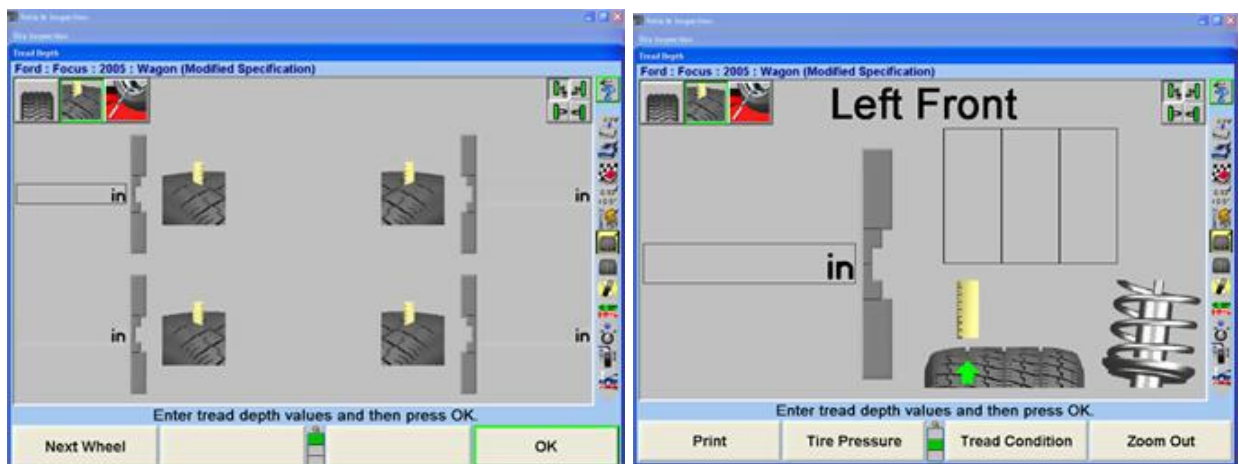 Tread Depth
Ford : Focus : 2005 : Wagon (Modified Specification)
in
in
in
in
Enter tread depth values and then press OK.
Next Wheel
OK
Tread Depth
Ford : Focus : 2005 : Wagon (Modified Specification)
Left Front
in
Enter tread depth values and then press OK.
Print
Tire Pressure
Tread Condition
Zoom Out